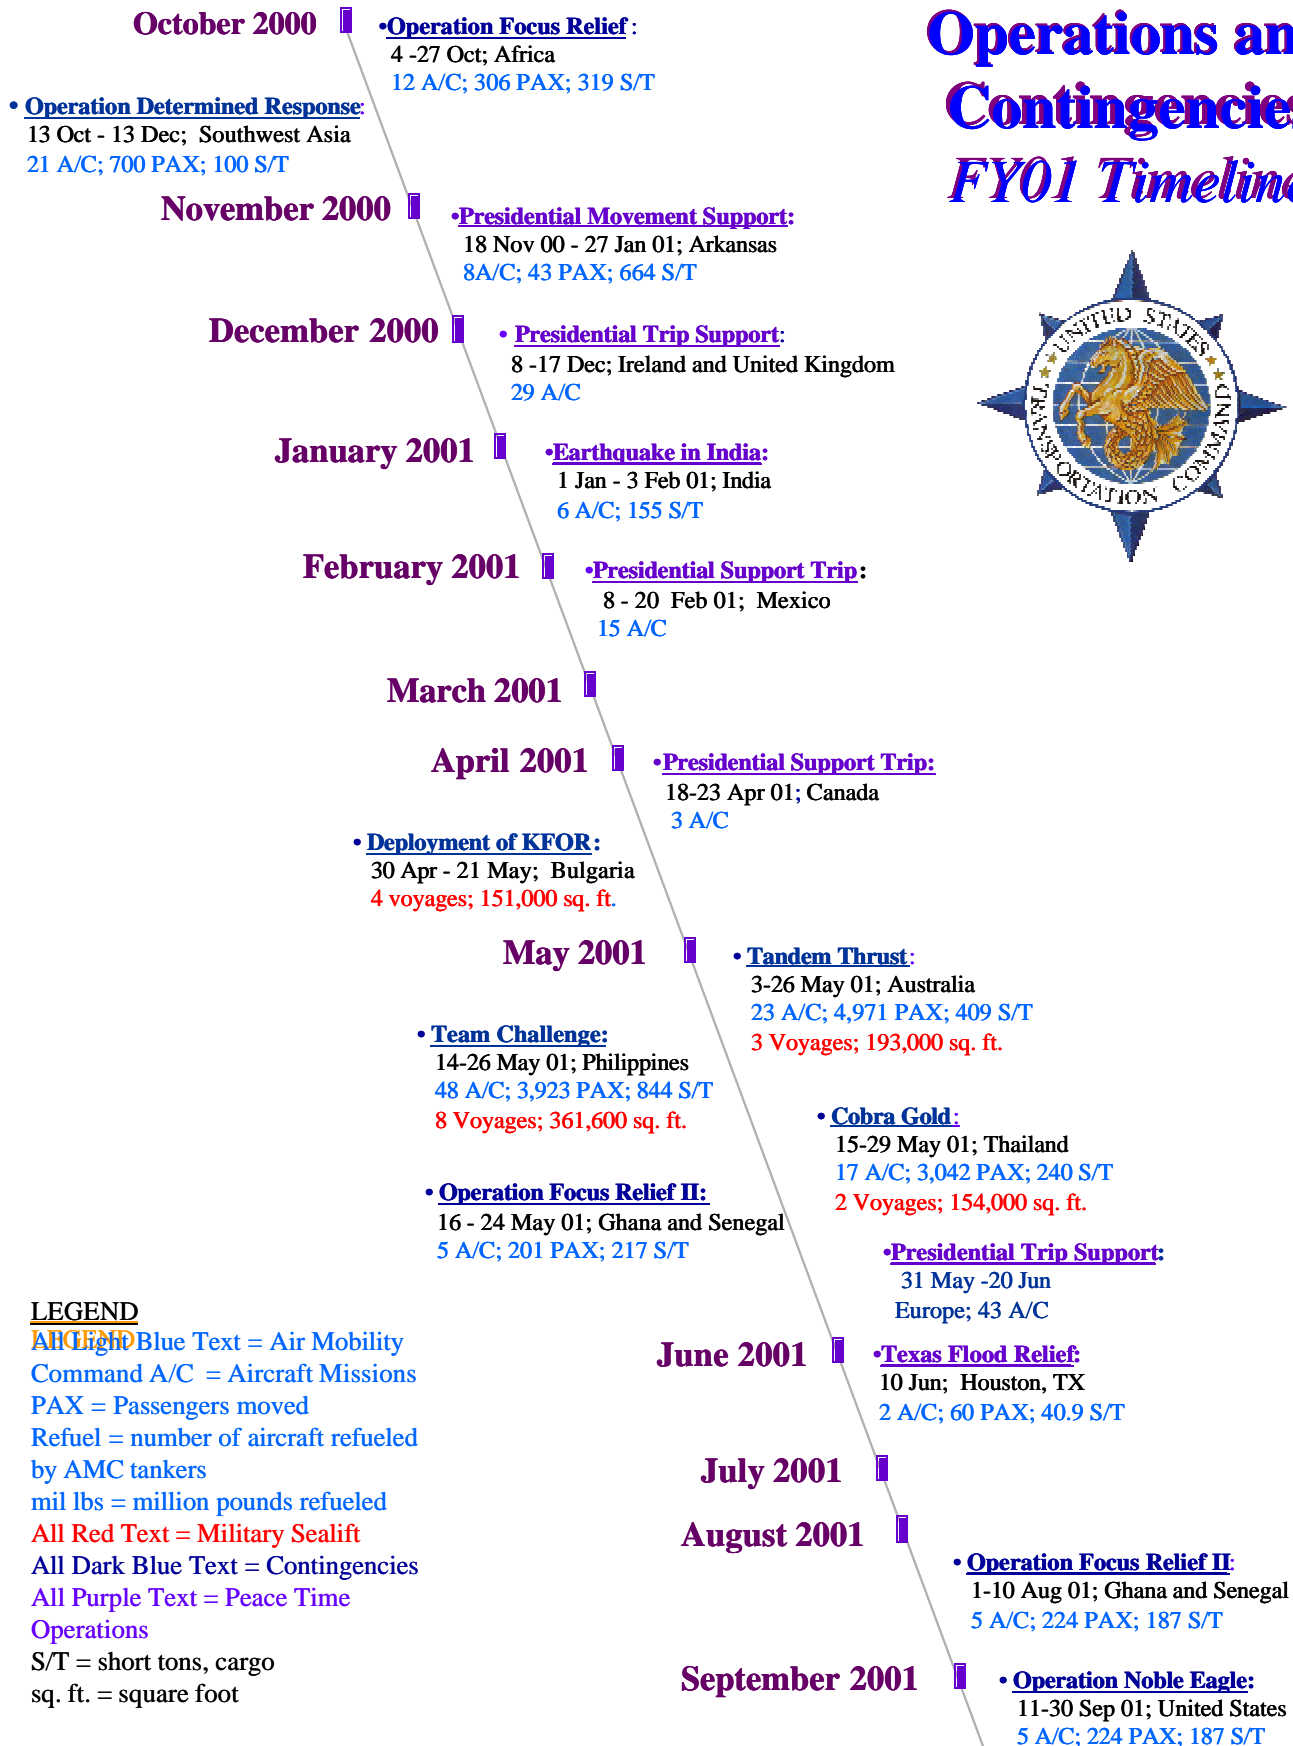 Operations an
Contingencies
FY01 Timeline
UNITED STATES
TRANSPORTATION COMMAND
October 2000
•Operation Focus Relief:
4 -27 Oct; Africa
12 A/C; 306 PAX; 319 S/T
• Operation Determined Response:
13 Oct - 13 Dec; Southwest Asia
21 A/C; 700 PAX; 100 S/T
November 2000
•Presidential Movement Support:
18 Nov 00 - 27 Jan 01; Arkansas
8A/C; 43 PAX; 664 S/T
December 2000
• Presidential Trip Support:
8 -17 Dec; Ireland and United Kingdom
29 A/C
January 2001
•Earthquake in India:
1 Jan - 3 Feb 01; India
6 A/C; 155 S/T
February 2001
•Presidential Support Trip:
8 - 20 Feb 01; Mexico
15 A/C
March 2001
April 2001
•Presidential Support Trip:
18-23 Apr 01; Canada
3 A/C
• Deployment of KFOR:
30 Apr - 21 May; Bulgaria
4 voyages; 151,000 sq. ft.
May 2001
• Tandem Thrust:
3-26 May 01; Australia
23 A/C; 4,971 PAX; 409 S/T
3 Voyages; 193,000 sq. ft.
• Team Challenge:
14-26 May 01; Philippines
48 A/C; 3,923 PAX; 844 S/T
8 Voyages; 361,600 sq. ft.
• Cobra Gold:
15-29 May 01; Thailand
17 A/C; 3,042 PAX; 240 S/T
2 Voyages; 154,000 sq. ft.
• Operation Focus Relief II:
16 - 24 May 01; Ghana and Senegal
5 A/C; 201 PAX; 217 S/T
•Presidential Trip Support:
31 May -20 Jun
Europe; 43 A/C
June 2001
•Texas Flood Relief:
10 Jun; Houston, TX
2 A/C; 60 PAX; 40.9 S/T
July 2001
August 2001
• Operation Focus Relief II:
1-10 Aug 01; Ghana and Senegal
5 A/C; 224 PAX; 187 S/T
September 2001
• Operation Noble Eagle:
11-30 Sep 01; United States
5 A/C; 224 PAX; 187 S/T
LEGEND
LEGEND
All Light Blue Text = Air Mobility
Command A/C = Aircraft Missions
PAX = Passengers moved
Refuel = number of aircraft refueled
by AMC tankers
mil lbs = million pounds refueled
All Red Text = Military Sealift
All Dark Blue Text = Contingencies
All Purple Text = Peace Time
Operations
S/T = short tons, cargo
sq. ft. = square foot